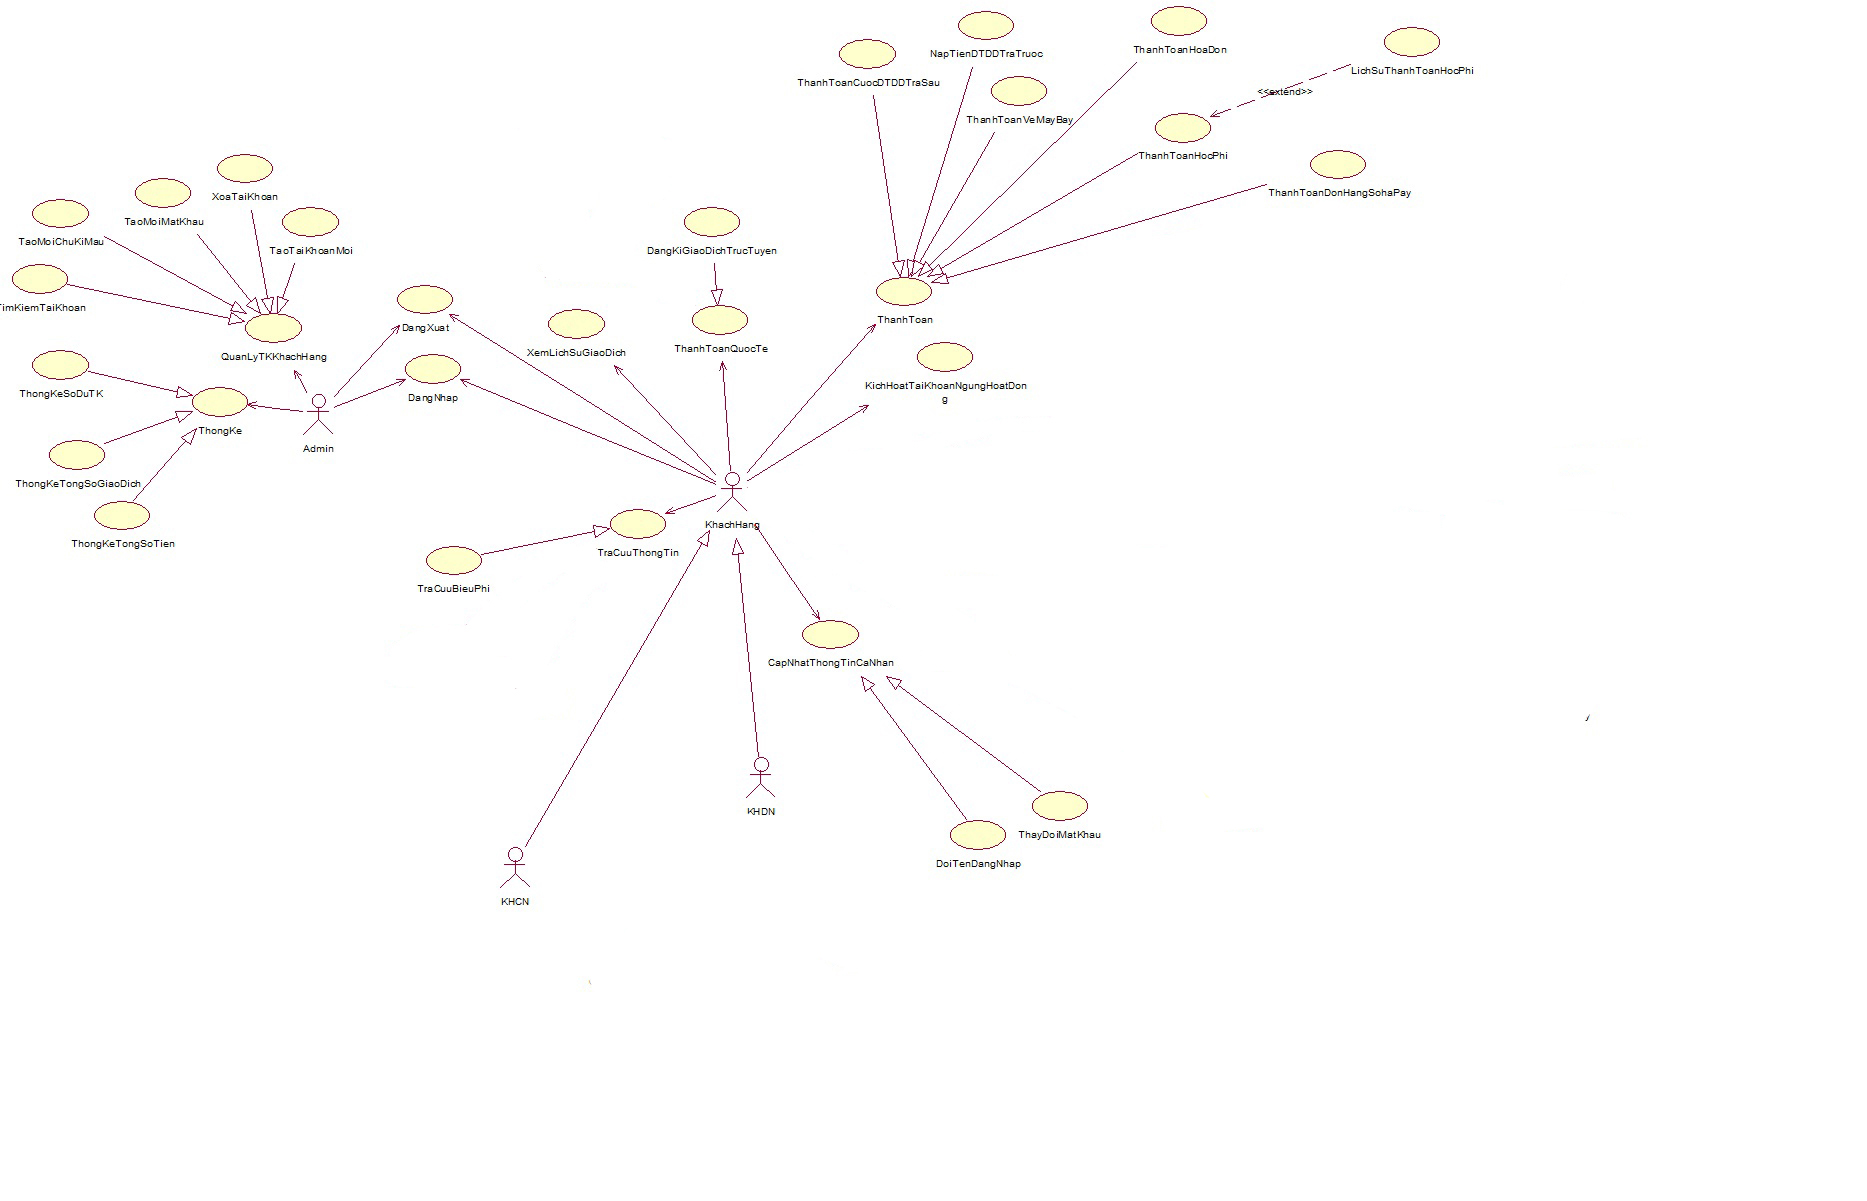 ThanhToanHoaDon
NapTienDTDDTraTruoc
LichSuThanhToanHocPhi
ThanhToanCuocDTDDTraSau
<<extend>>
ThanhToanVeMayBay
ThanhToanHocPhi
ThanhToanDonHangSohaPay
XoaTaiKhoan
TaoMoiMatKhau
TaoMoiChuKiMau
TaoTaiKhoanMoi
DangKiGiaoDichTrucTuyen
TimKiemTaiKhoan
ThanhToan
DangXuat
ThanhToanQuocTe
XemLichSuGiaoDich
QuanLyTKKhachHang
KichHoatTaiKhoanNgungHoatDon
g
ThongKeSoDuTK
DangNhap
ThongKe
Admin
ThongKeTongSoGiaoDich
KhachHang
ThongKeTongSoTien
TraCuuThongTin
TraCuuBieuPhi
CapNhatThongTinCaNhan
KHDN
ThayDoiMatKhau
DoiTenDangNhap
KHCN